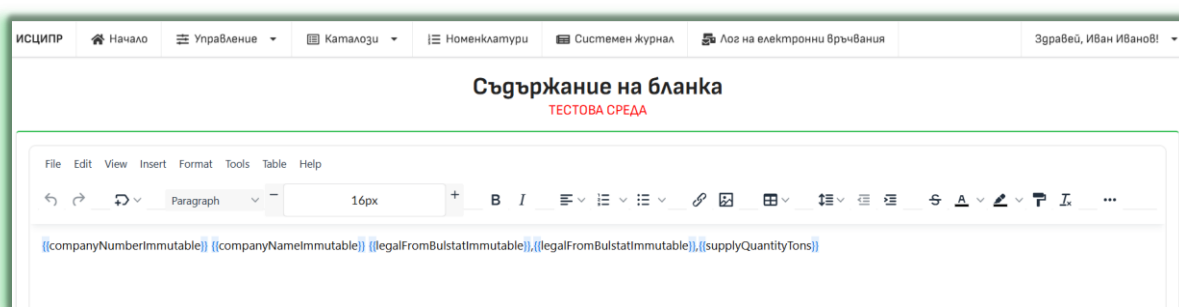 ИСЦИПР Начало Управление Каталози Номенклатури Системен журнал Лог на електронни връчвания Здравей, Иван Иванов!
Съдържание на бланка
ТЕСТОВА СРЕДА
File Edit View Insert Format Tools Table Help
Paragraph − 16px + B I S A
{{companyNumberImmutable}} {{companyNameImmutable}} {{legalFromBulstatImmutable}},{{legalFromBulstatImmutable}},{{supplyQuantityTons}}